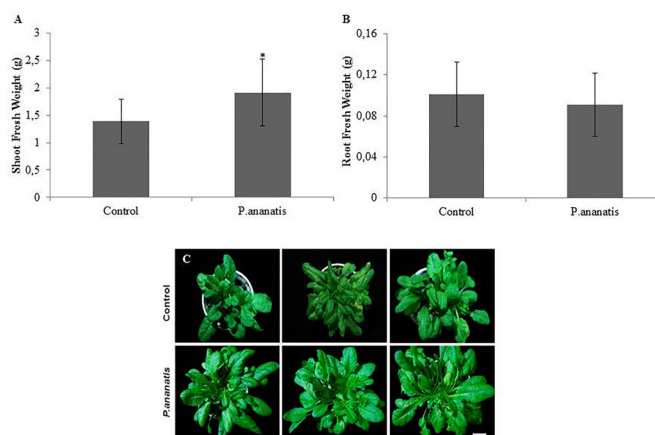 A
Shoot Fresh Weight (g)
3
2,5
2
1,5
1
0,5
0
*
Control
P.ananatis
B
Root Fresh Weight (g)
0,16
0,12
0,08
0,04
0
Control
P.ananatis
C
Control
P.ananatis